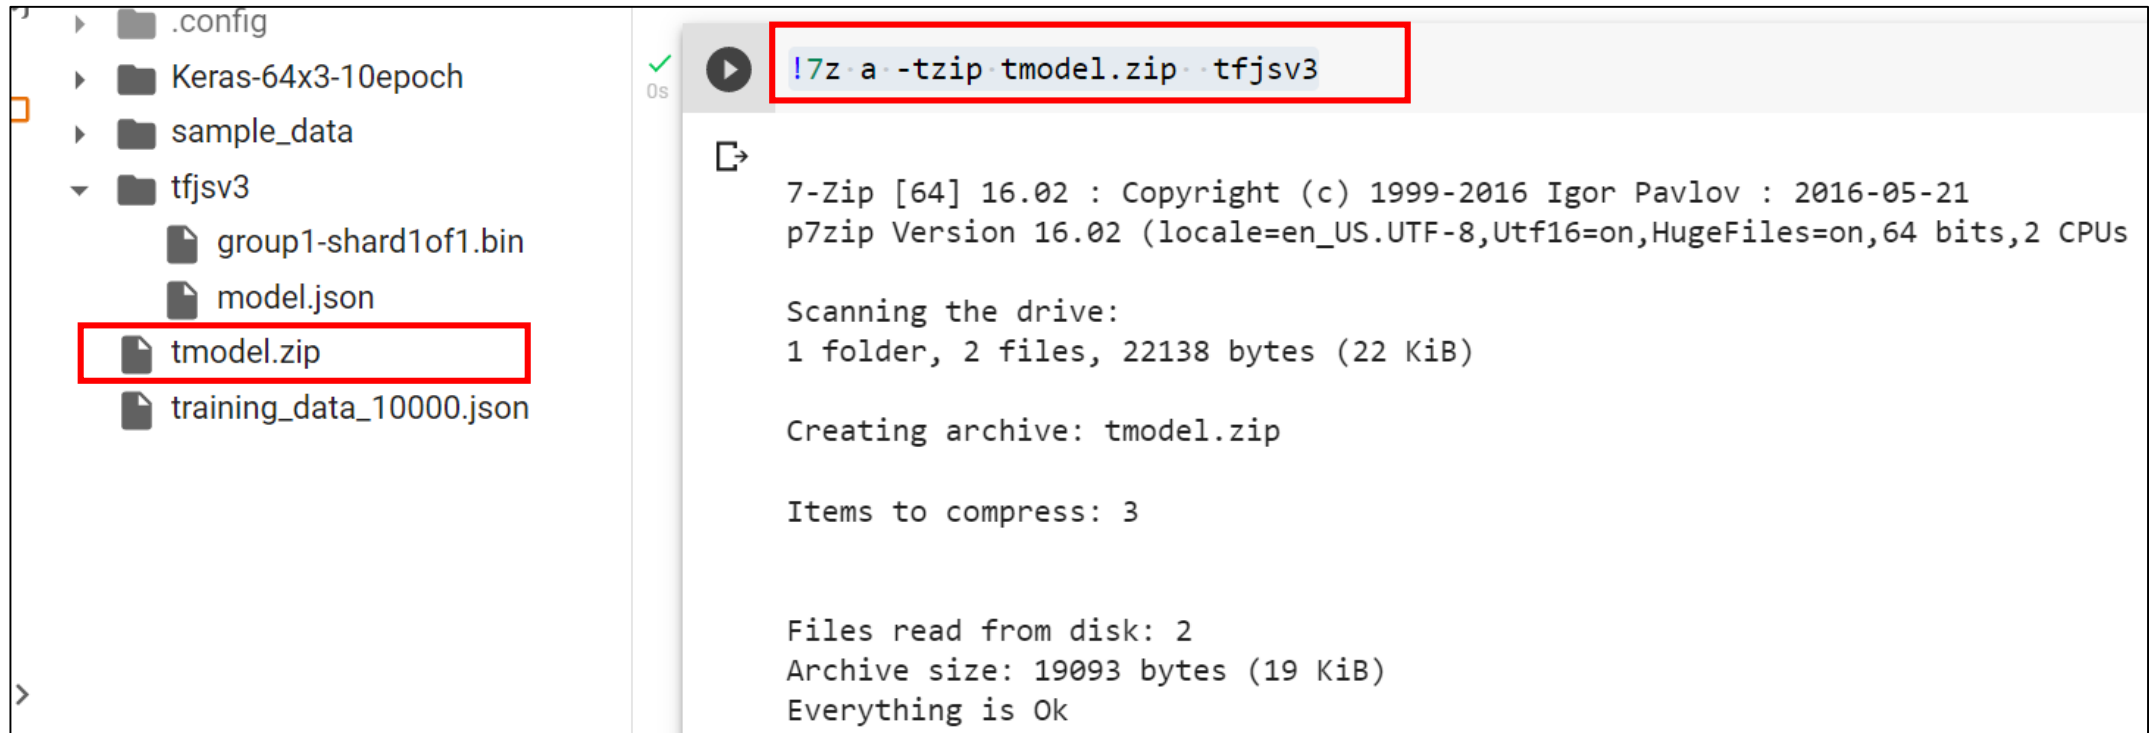 .config
Keras-64x3-10epoch
sample_data
tfjsv3
group1-shard1of1.bin
model.json
tmodel.zip
training_data_10000.json
0s
!7z a -tzip tmodel.zip  tfjsv3
7-Zip [64] 16.02 : Copyright (c) 1999-2016 Igor Pavlov : 2016-05-21
p7zip Version 16.02 (locale=en_US.UTF-8,Utf16=on,HugeFiles=on,64 bits,2 CPUs
Scanning the drive:
1 folder, 2 files, 22138 bytes (22 KiB)
Creating archive: tmodel.zip
Items to compress: 3
Files read from disk: 2
Archive size: 19093 bytes (19 KiB)
Everything is Ok